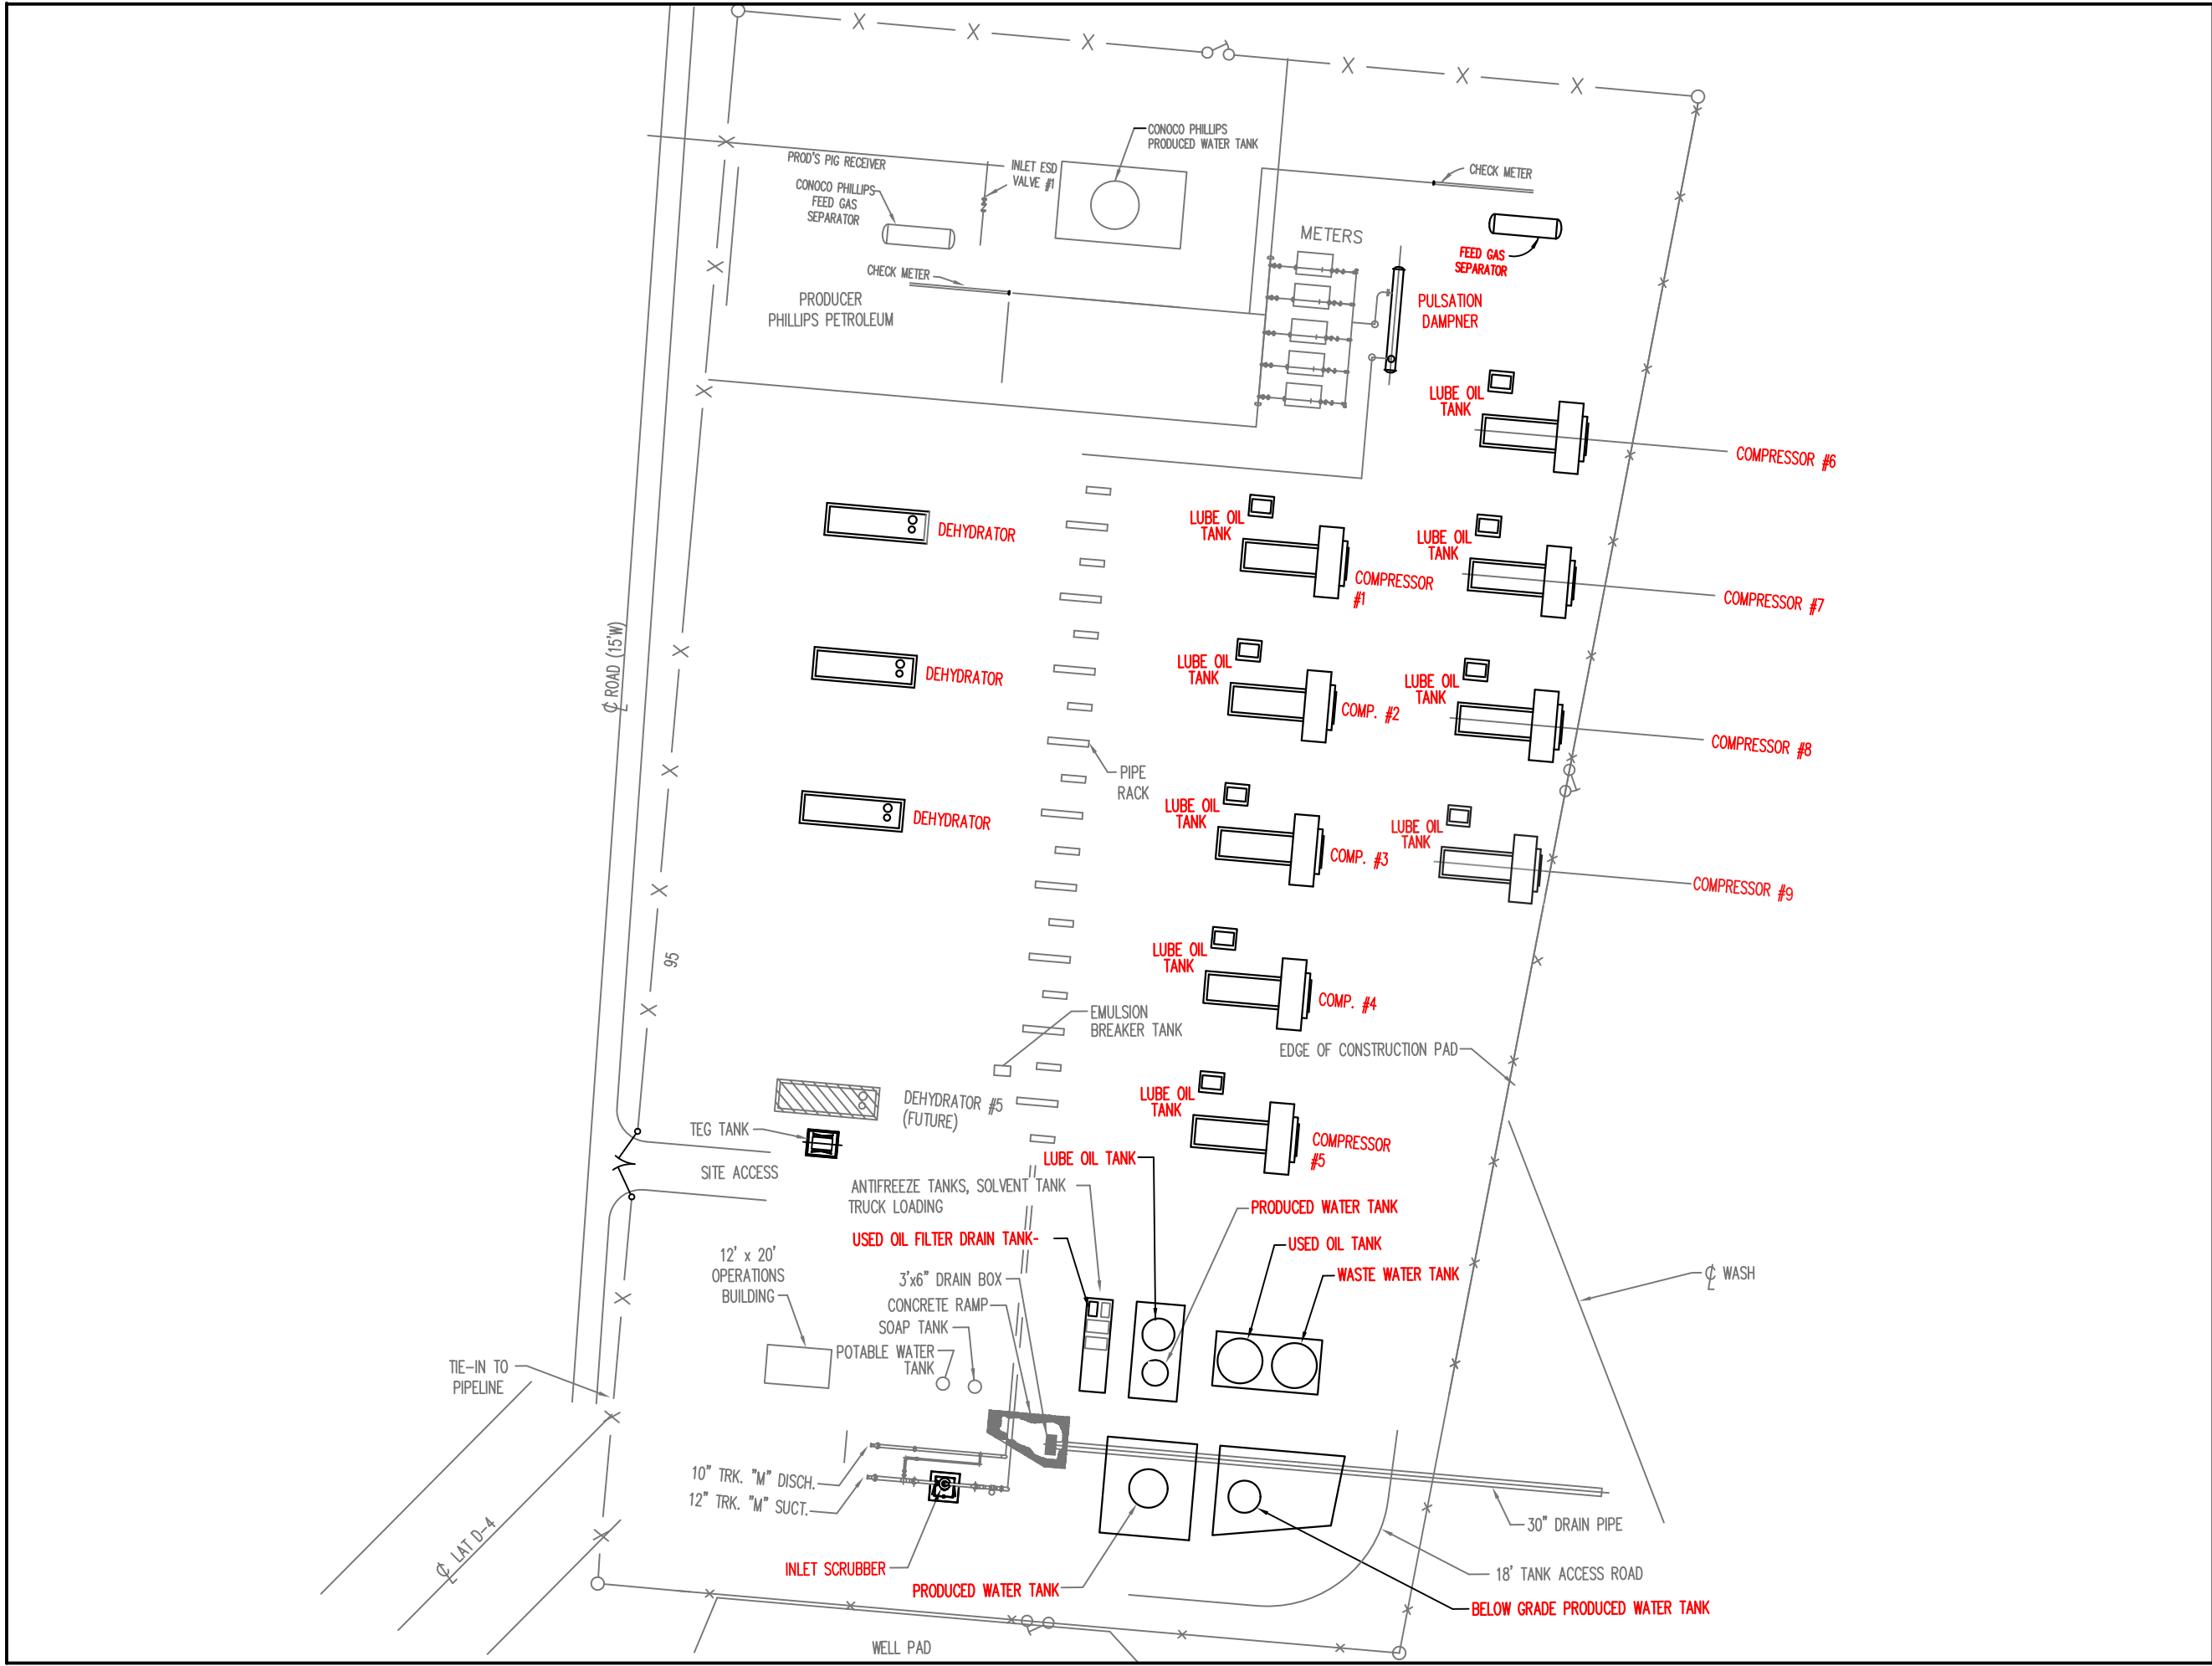 CONOCO PHILLIPS
PRODUCED WATER TANK
PROD'S PIG RECEIVER
INLET ESD
VALVE #1
CONOCO PHILLIPS
FEED GAS
SEPARATOR
CHECK METER
METERS
FEED GAS
SEPARATOR
CHECK METER
PRODUCER
PHILLIPS PETROLEUM
PULSATION
DAMPNER
LUBE OIL
TANK
COMPRESSOR #6
DEHYDRATOR
LUBE OIL
TANK
COMPRESSOR
#1
LUBE OIL
TANK
COMPRESSOR #7
℄ ROAD (15'W)
DEHYDRATOR
LUBE OIL
TANK
COMP. #2
LUBE OIL
TANK
COMPRESSOR #8
PIPE
RACK
DEHYDRATOR
LUBE OIL
TANK
COMP. #3
LUBE OIL
TANK
COMPRESSOR #9
95
LUBE OIL
TANK
COMP. #4
EMULSION
BREAKER TANK
EDGE OF CONSTRUCTION PAD
DEHYDRATOR #5
(FUTURE)
LUBE OIL
TANK
COMPRESSOR
#5
TEG TANK
SITE ACCESS
LUBE OIL TANK
ANTIFREEZE TANKS, SOLVENT TANK
TRUCK LOADING
PRODUCED WATER TANK
USED OIL FILTER DRAIN TANK-
USED OIL TANK
WASTE WATER TANK
℄ WASH
12' x 20'
OPERATIONS
BUILDING
3'x6" DRAIN BOX
CONCRETE RAMP
SOAP TANK
POTABLE WATER
TANK
TIE-IN TO
PIPELINE
10" TRK. "M" DISCH.
12" TRK. "M" SUCT.
℄ LAT D-4
30" DRAIN PIPE
INLET SCRUBBER
PRODUCED WATER TANK
18' TANK ACCESS ROAD
BELOW GRADE PRODUCED WATER TANK
WELL PAD